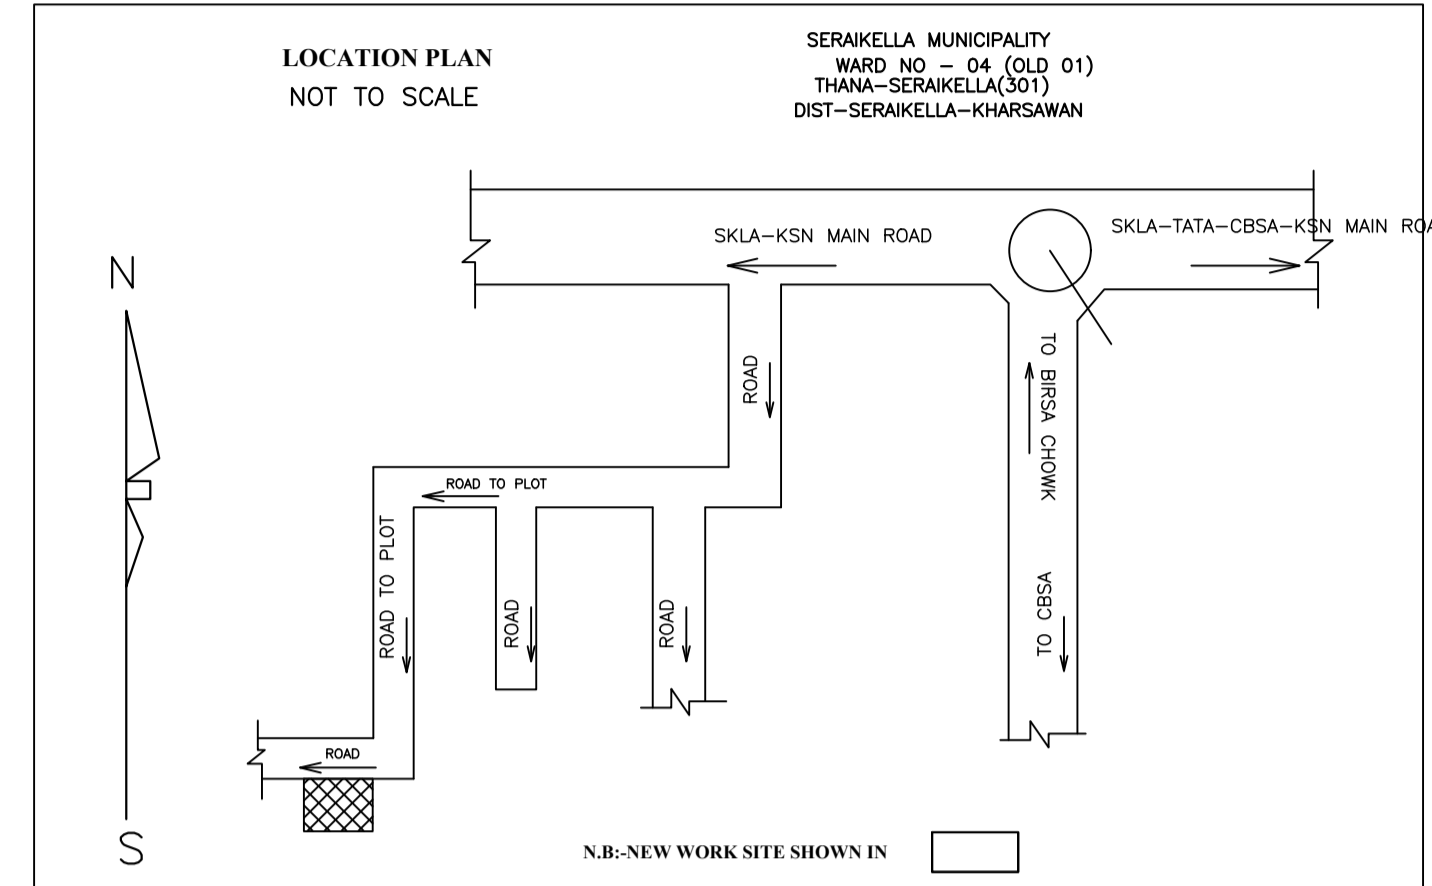 LOCATION PLAN
NOT TO SCALE
SERAIKELLA MUNICIPALITY
WARD NO - 04 (OLD 01)
THANA-SERAIKELLA(301)
DIST-SERAIKELLA-KHARSAWAN
SKLA-KSN MAIN ROAD
SKLA-TATA-CBSA-KSN MAIN
N
ROAD
TO BIRSA CHOWK
ROAD TO PLOT
ROAD TO PLOT
ROAD
ROAD
TO CBSA
ROAD
S
N.B:-NEW WORK SITE SHOWN IN